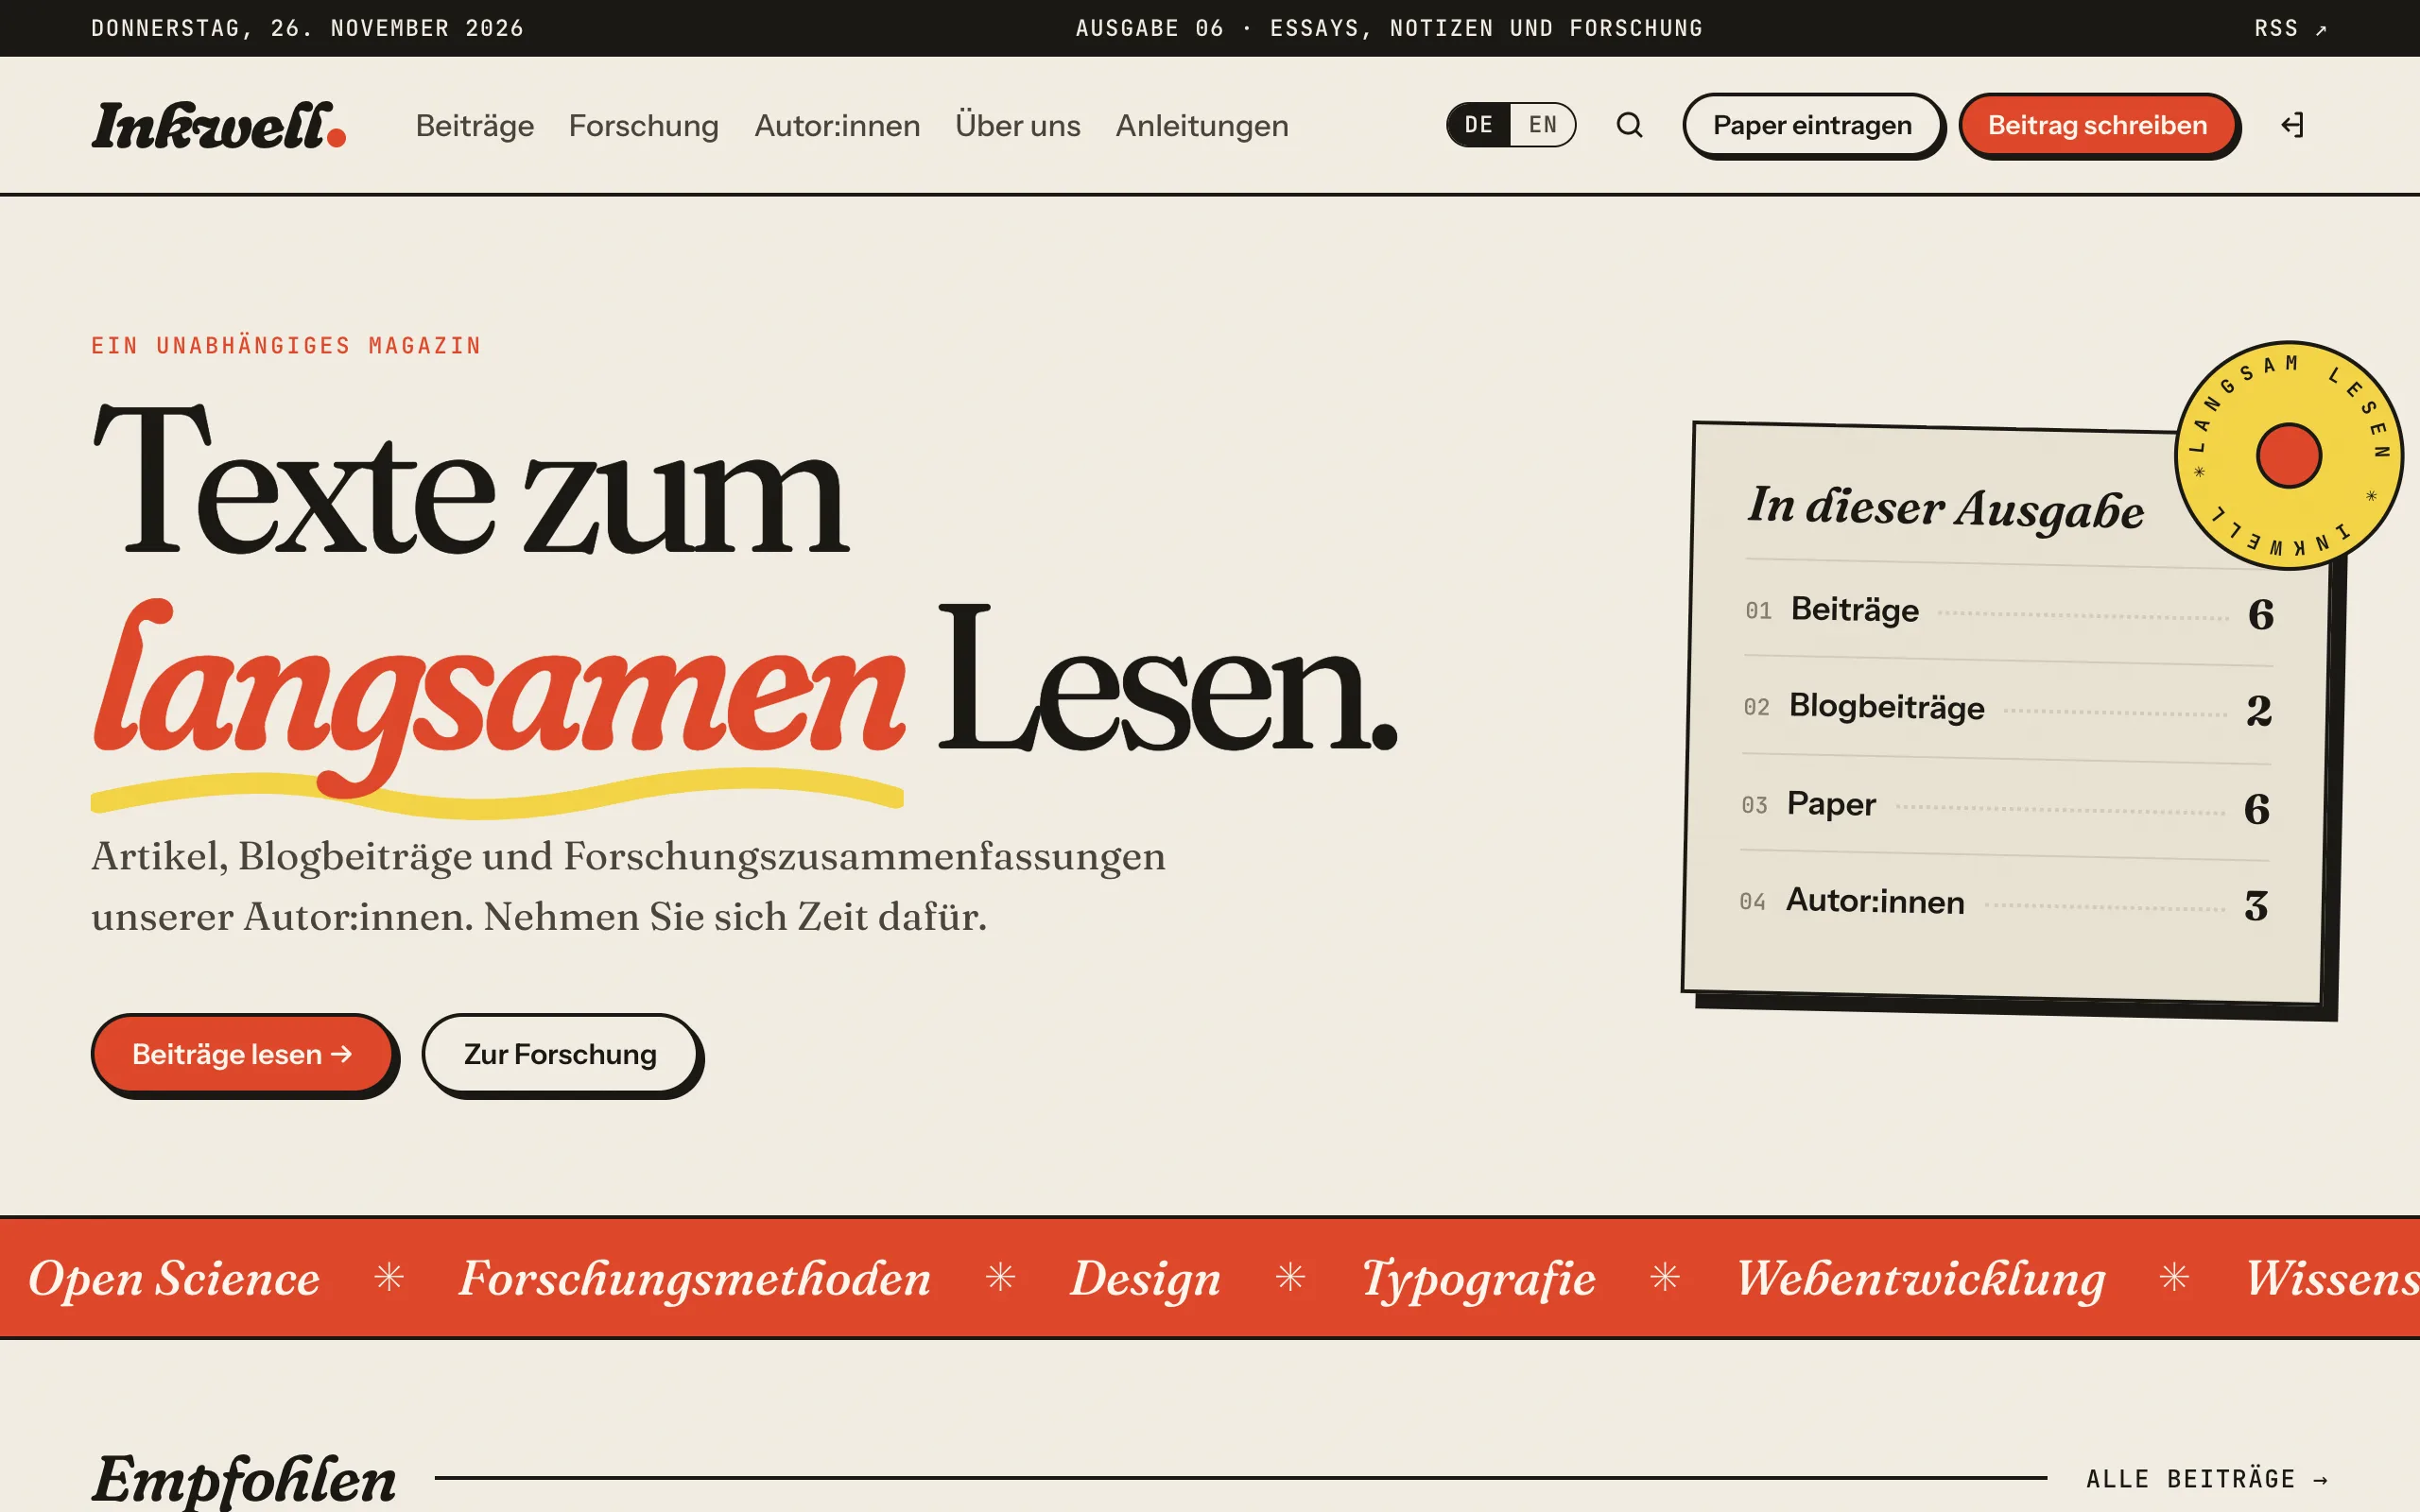 DONNERSTAG, 26. NOVEMBER 2026
AUSGABE 06 · ESSAYS, NOTIZEN UND FORSCHUNG
RSS ↗
Inkwell.
Beiträge
Forschung
Autor:innen
Über uns
Anleitungen
DE
EN
Paper eintragen
Beitrag schreiben
EIN UNABHÄNGIGES MAGAZIN
Texte zum
langsamen Lesen.
Artikel, Blogbeiträge und Forschungszusammenfassungen
unserer Autor:innen. Nehmen Sie sich Zeit dafür.
Beiträge lesen →
Zur Forschung
LANGSAM LESEN * INKWELL *
In dieser Ausgabe
01 Beiträge 6
02 Blogbeiträge 2
03 Paper 6
04 Autor:innen 3
Open Science ✳ Forschungsmethoden ✳ Design ✳ Typografie ✳ Webentwicklung ✳ Wissens
Empfohlen
ALLE BEITRÄGE →